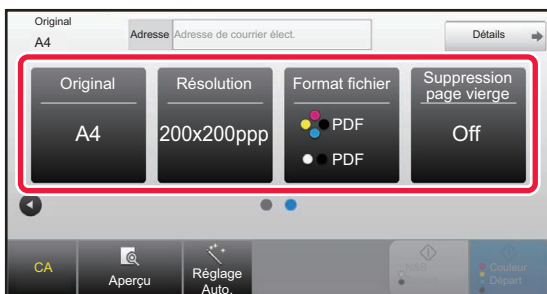 Original
A4
Adresse
Adresse de courrier élect.
Détails
Original
A4
Résolution
200x200ppp
Format fichier
PDF
PDF
Suppression
page vierge
Off
CA
Aperçu
Réglage
Auto.
N&B
Départ
Couleur
Départ